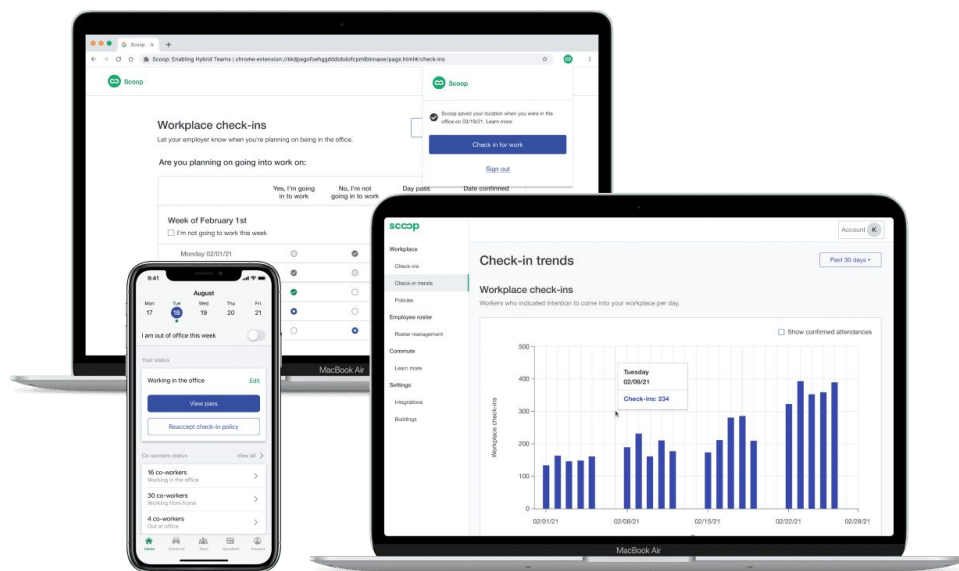 Scoop
Scoop: Enabling Hybrid Teams | chrome-extension://
/page.html#/check-ins
Scoop
Scoop
Scoop saved your location when you were in the
office on 03/19/21. Learn more.
Check in for work
Sign out
Workplace check-ins
Let your employer know when you're planning on being in the office.
Are you planning on going into work on:
Yes, I'm going
in to work
No, I'm not
going in to work
Day pass
Date confirmed
Week of February 1st
I'm not going to work this week
Monday 02/01/21
MacBook Air
9:41
August
Mon Tue Wed Thu Fri
17 18 19 20 21
I am out of office this week
Your status
Working in the office Edit
View pass
Reaccept check-in policy
Co-workers status View all
16 co-workers
Working in the office
30 co-workers
Working from home
4 co-workers
Out of office
Home Commute Team Newsfeed Account
scoop
Account K
Workplace
Check-ins
Check-in trends
Policies
Employee roster
Roster management
Commute
Learn more
Settings
Integrations
Buildings
Check-in trends
Past 30 days
Workplace check-ins
Workers who indicated intention to come into your workplace per day.
Show confirmed attendances
Workplace check-ins
500
400
300
200
100
0
Tuesday
02/09/21
Check-ins: 234
02/01/21 02/08/21 02/15/21 02/22/21 02/28/21
MacBook Air